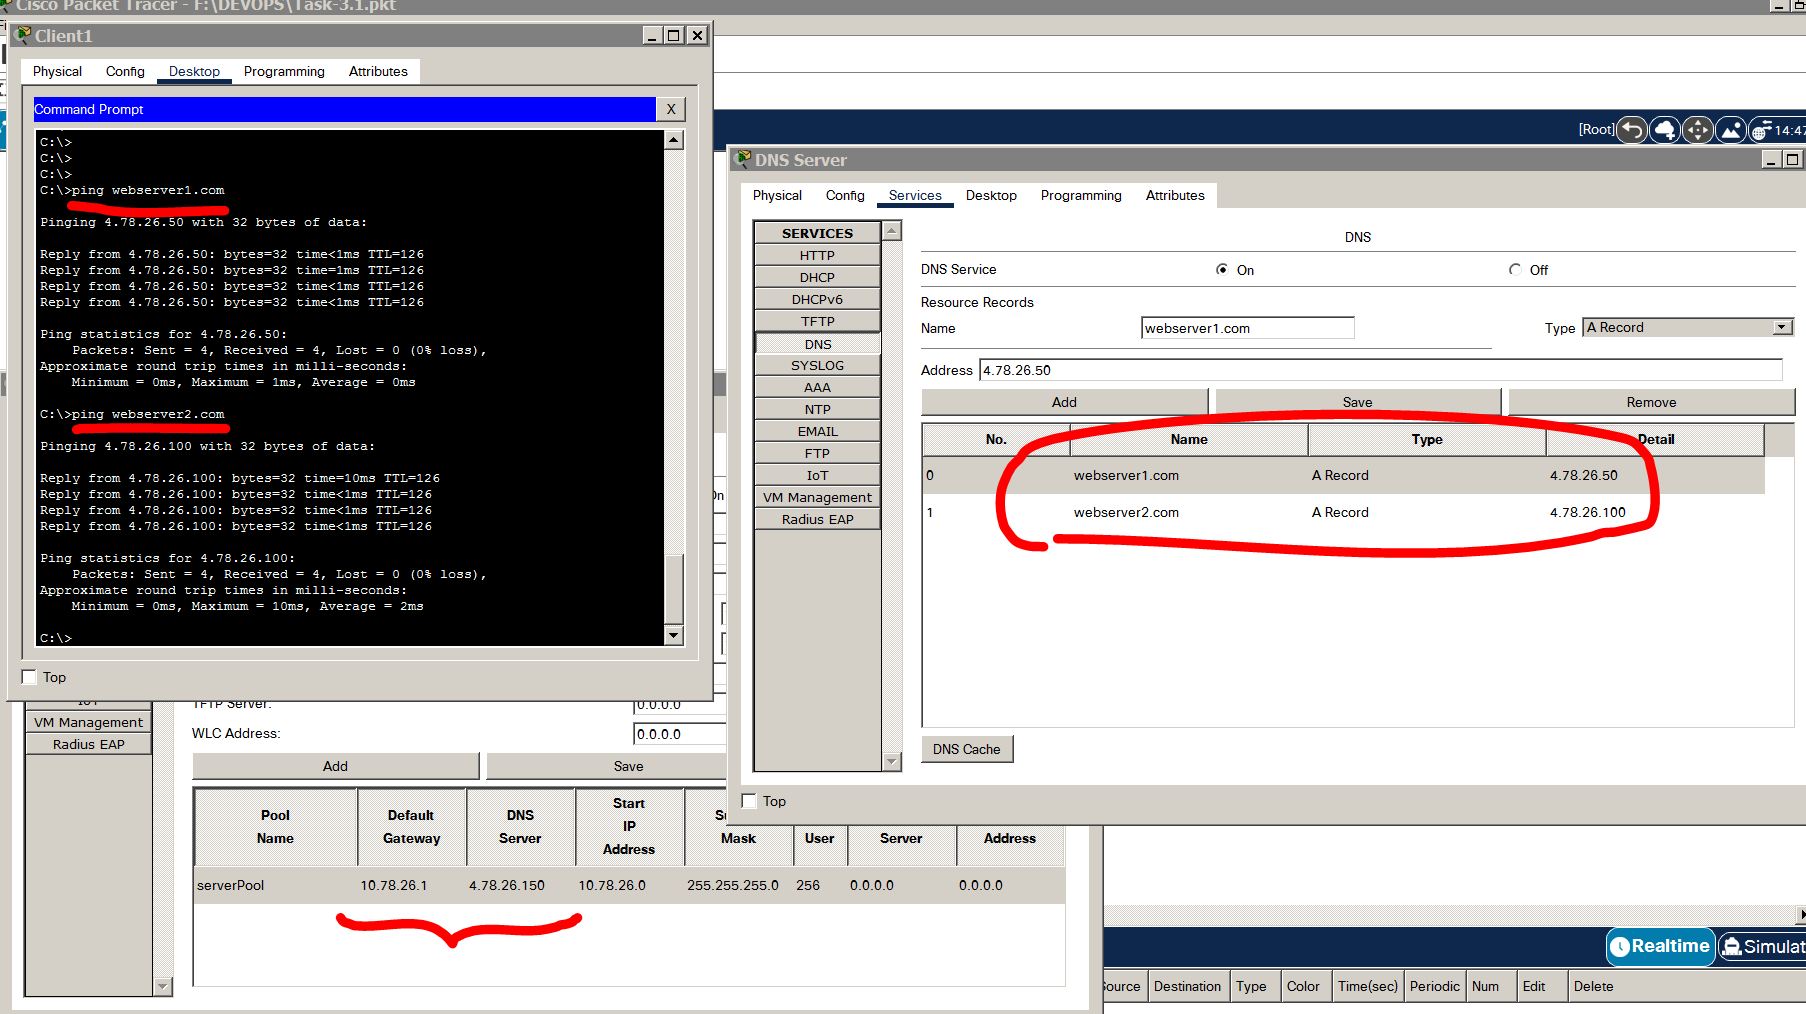 Cisco Packet Tracer - F:\DEVOPS\Task-3.1.pkt
Client1
Physical Config Desktop Programming Attributes
Command Prompt X
C:\>
C:\>
C:\>
C:\>ping webserver1.com
Pinging 4.78.26.50 with 32 bytes of data:
Reply from 4.78.26.50: bytes=32 time<1ms TTL=126
Reply from 4.78.26.50: bytes=32 time=1ms TTL=126
Reply from 4.78.26.50: bytes=32 time<1ms TTL=126
Reply from 4.78.26.50: bytes=32 time<1ms TTL=126
Ping statistics for 4.78.26.50:
Packets: Sent = 4, Received = 4, Lost = 0 (0% loss),
Approximate round trip times in milli-seconds:
Minimum = 0ms, Maximum = 1ms, Average = 0ms
C:\>ping webserver2.com
Pinging 4.78.26.100 with 32 bytes of data:
Reply from 4.78.26.100: bytes=32 time=10ms TTL=126
Reply from 4.78.26.100: bytes=32 time<1ms TTL=126
Reply from 4.78.26.100: bytes=32 time<1ms TTL=126
Reply from 4.78.26.100: bytes=32 time<1ms TTL=126
Ping statistics for 4.78.26.100:
Packets: Sent = 4, Received = 4, Lost = 0 (0% loss),
Approximate round trip times in milli-seconds:
Minimum = 0ms, Maximum = 10ms, Average = 2ms
C:\>
Top
[Root] 14:47
DNS Server
Physical Config Services Desktop Programming Attributes
SERVICES
HTTP
DHCP
DHCPv6
TFTP
DNS
SYSLOG
AAA
NTP
EMAIL
FTP
IoT
VM Management
Radius EAP
DNS
DNS Service On Off
Resource Records
Name webserver1.com Type A Record
Address 4.78.26.50
Add Save Remove
No. Name Type Detail
0 webserver1.com A Record 4.78.26.50
1 webserver2.com A Record 4.78.26.100
DNS Cache
Top
IoT
VM Management
Radius EAP
TFTP Server: 0.0.0.0
WLC Address: 0.0.0.0
Add Save
Pool Name Default Gateway DNS Server Start IP Address Mask User Server Address
serverPool 10.78.26.1 4.78.26.150 10.78.26.0 255.255.255.0 256 0.0.0.0 0.0.0.0
Realtime Simulat
Source Destination Type Color Time(sec) Periodic Num Edit Delete